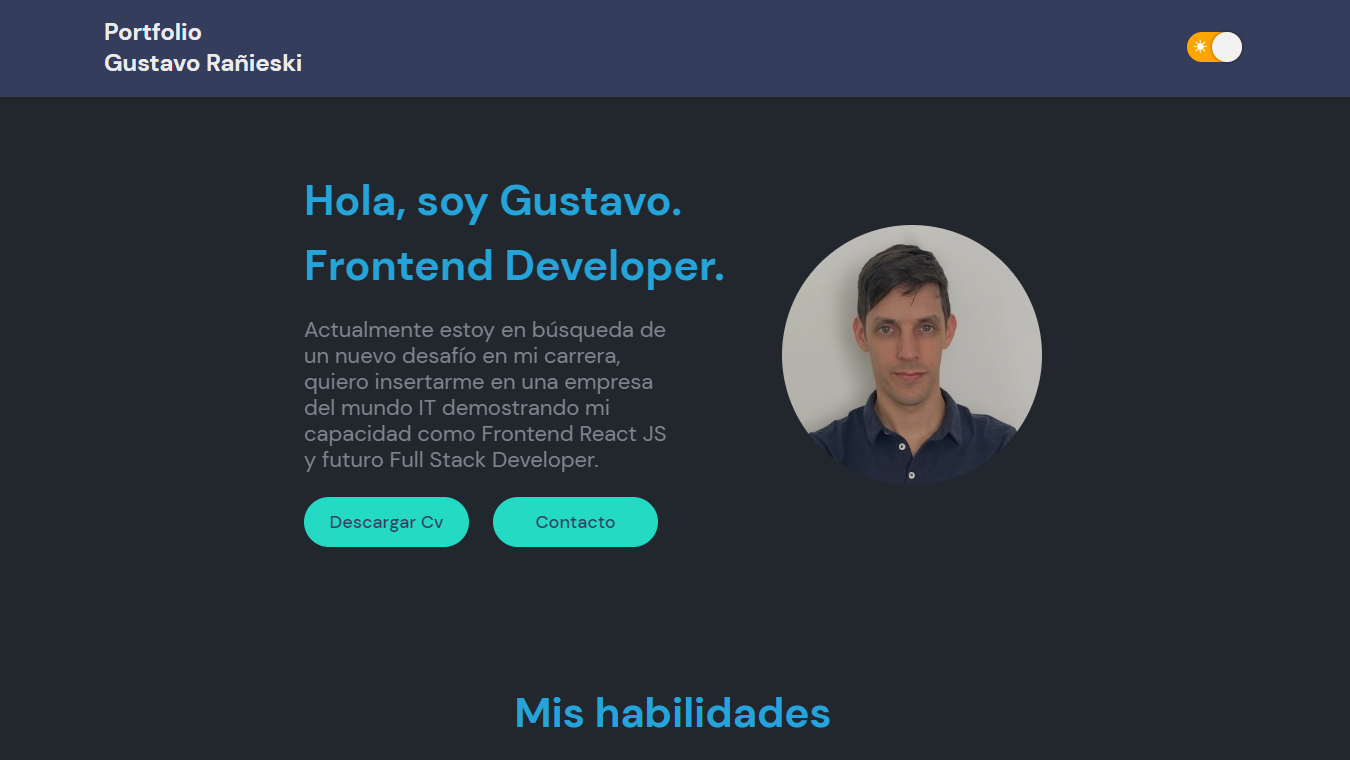 Portfolio
Gustavo Rañieski
Hola, soy Gustavo.
Frontend Developer.
Actualmente estoy en búsqueda de
un nuevo desafío en mi carrera,
quiero insertarme en una empresa
del mundo IT demostrando mi
capacidad como Frontend React JS
y futuro Full Stack Developer.
Descargar Cv
Contacto
Mis habilidades